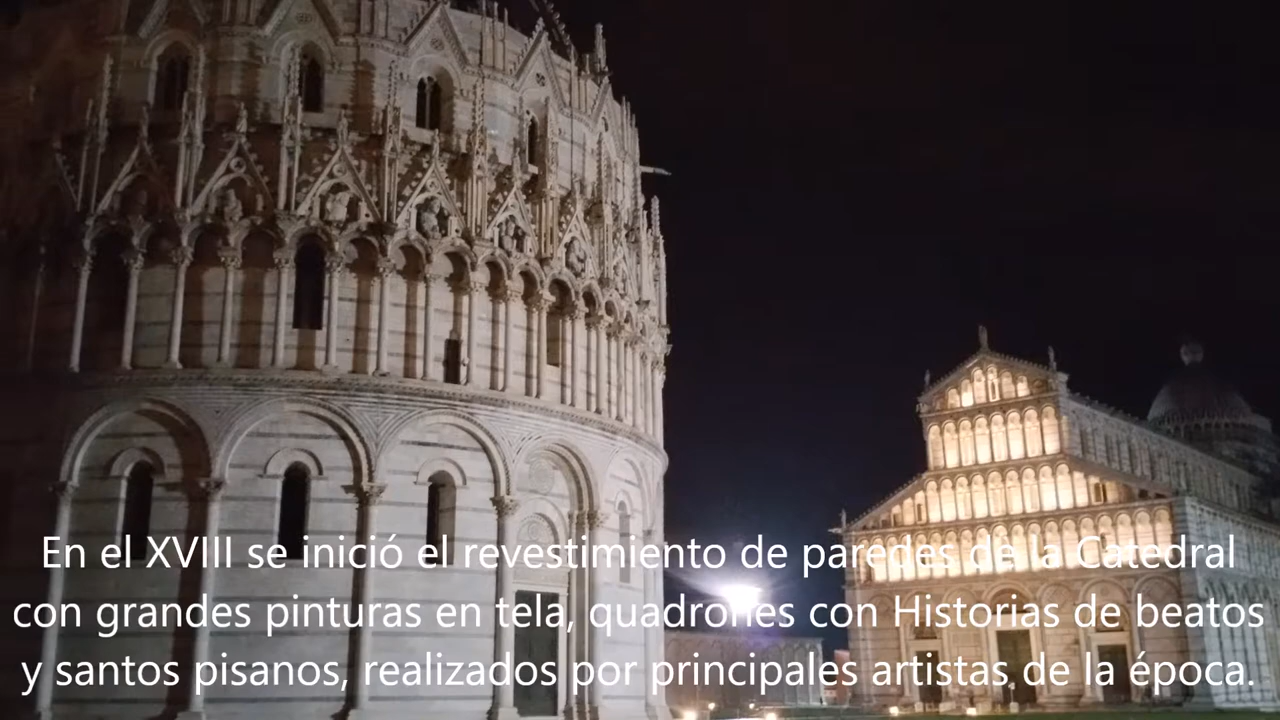 En el XVIII se inició el revestimiento de paredes de la Catedral
con grandes pinturas en tela, quadrones con Historias de beatos
y santos pisanos, realizados por principales artistas de la época.